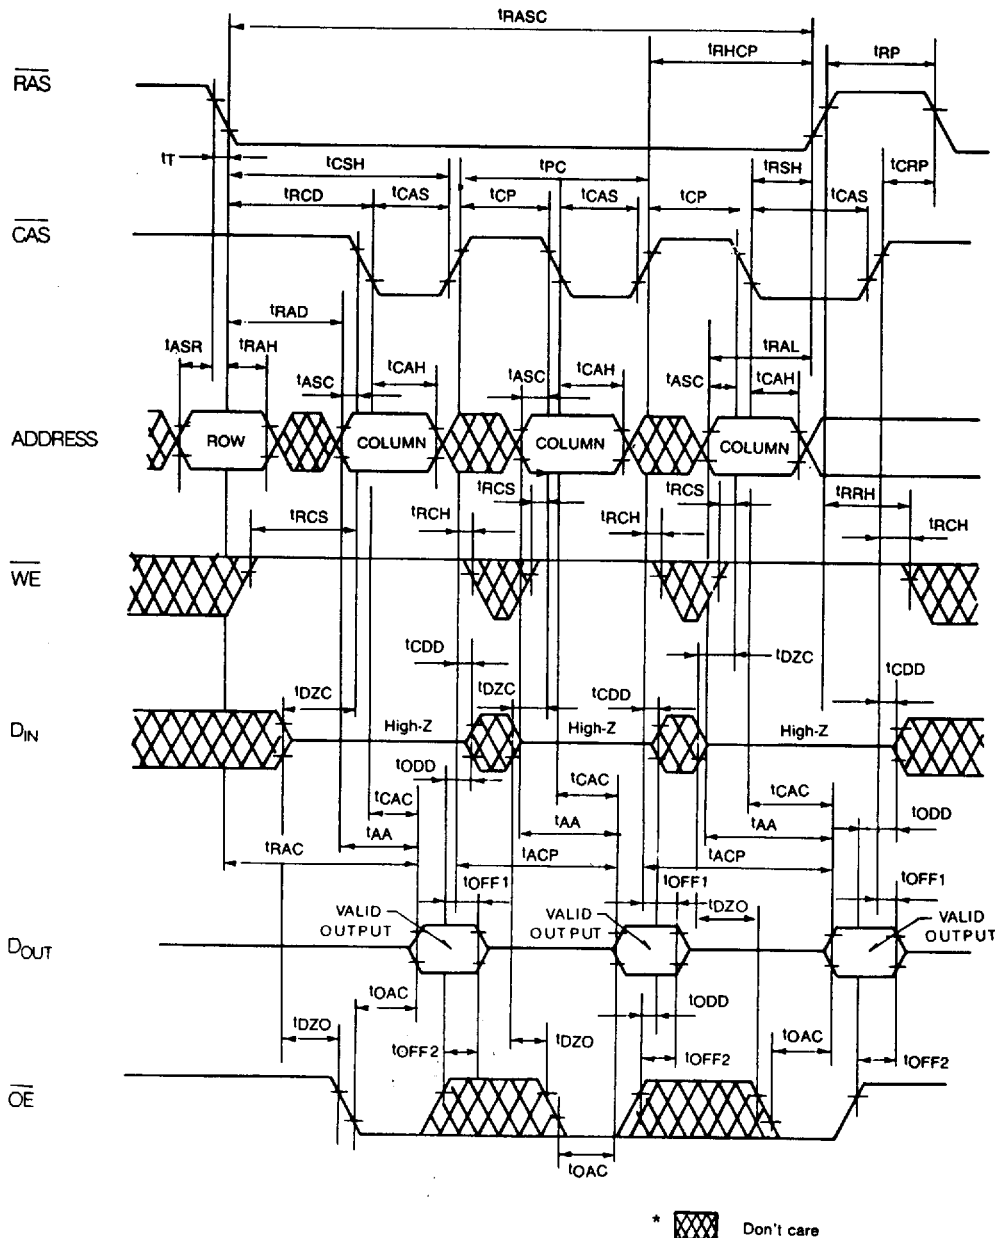 tRASC
tRHCP
tRP
RAS
tT
tCSH
tPC
tRSH
tCRP
tRCD
tCAS
tCP
tCAS
tCP
tCAS
CAS
tRAD
tRAL
tASR
tRAH
tASC
tCAH
tASC
tCAH
tASC
tCAH
ADDRESS
ROW
COLUMN
COLUMN
COLUMN
tRCS
tRCS
tRRH
tRCS
tRCH
tRCH
tRCH
WE
tCDD
tDZC
tDZC
tDZC
tCDD
tCDD
DIN
High-Z
High-Z
High-Z
tODD
tCAC
tCAC
tCAC
tODD
tAA
tAA
tAA
tRAC
tACP
tACP
tOFF1
tOFF1
tDZO
tOFF1
VALID
OUTPUT
VALID
OUTPUT
VALID
OUTPUT
DOUT
tOAC
tODD
tDZO
tOFF2
tDZO
tOFF2
tOAC
tOFF2
OE
tOAC
* Don't care